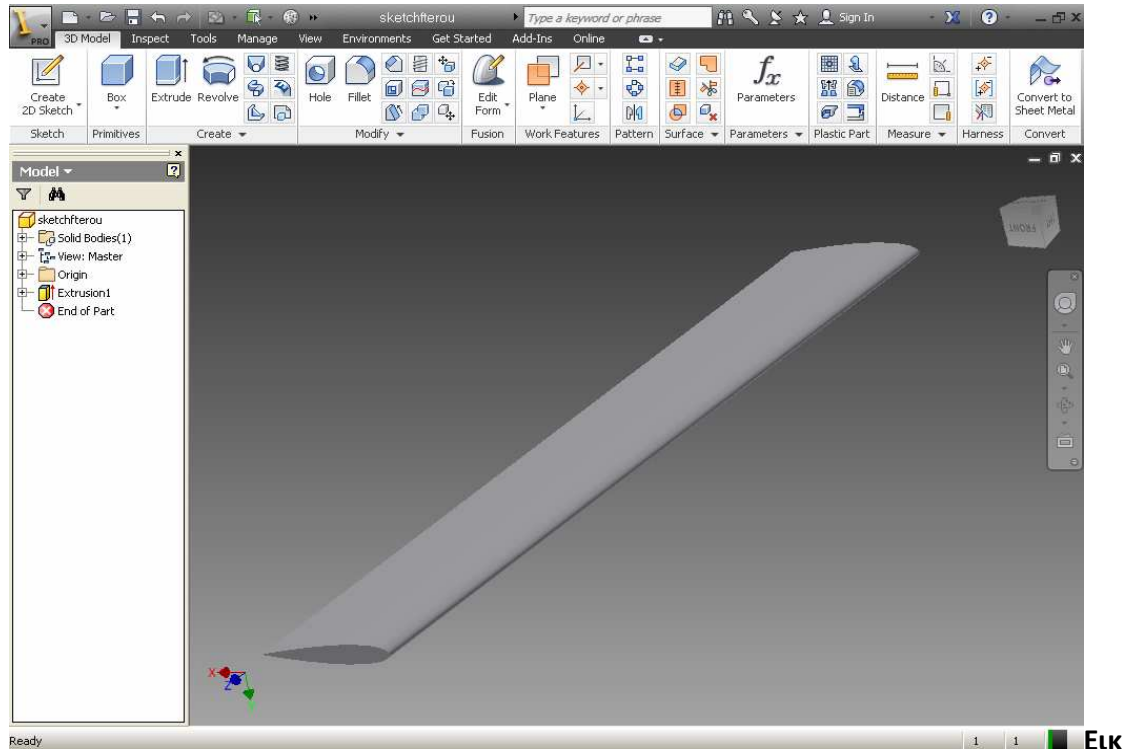 sketchfterou
Type a keyword or phrase
Sign In
PRO
3D Model Inspect Tools Manage View Environments Get Started Add-Ins Online
Create 2D Sketch
Box
Extrude Revolve
Hole Fillet
Edit Form
Plane
fx
Parameters
Distance
Convert to Sheet Metal
Sketch Primitives Create Modify Fusion Work Features Pattern Surface Parameters Plastic Part Measure Harness Convert
Model
sketchfterou
Solid Bodies(1)
View: Master
Origin
Extrusion1
End of Part
FRONT
X
Z
Ready
1 1
Εικ